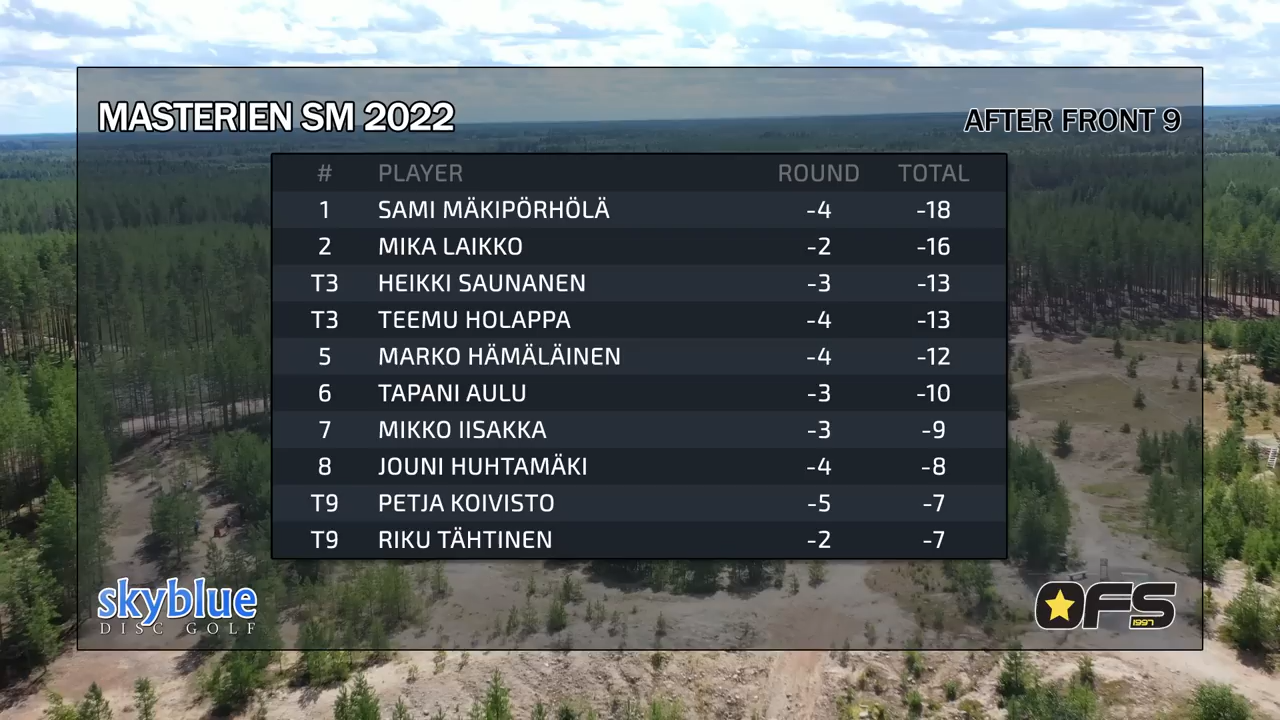 MASTERIEN SM 2022
AFTER FRONT 9
# PLAYER ROUND TOTAL
1 SAMI MÄKIPÖRHÖLÄ -4 -18
2 MIKA LAIKKO -2 -16
T3 HEIKKI SAUNANEN -3 -13
T3 TEEMU HOLAPPA -4 -13
5 MARKO HÄMÄLÄINEN -4 -12
6 TAPANI AULU -3 -10
7 MIKKO IISAKKA -3 -9
8 JOUNI HUHTAMÄKI -4 -8
T9 PETJA KOIVISTO -5 -7
T9 RIKU TÄHTINEN -2 -7
skyblue
DISC GOLF
OFS
1997